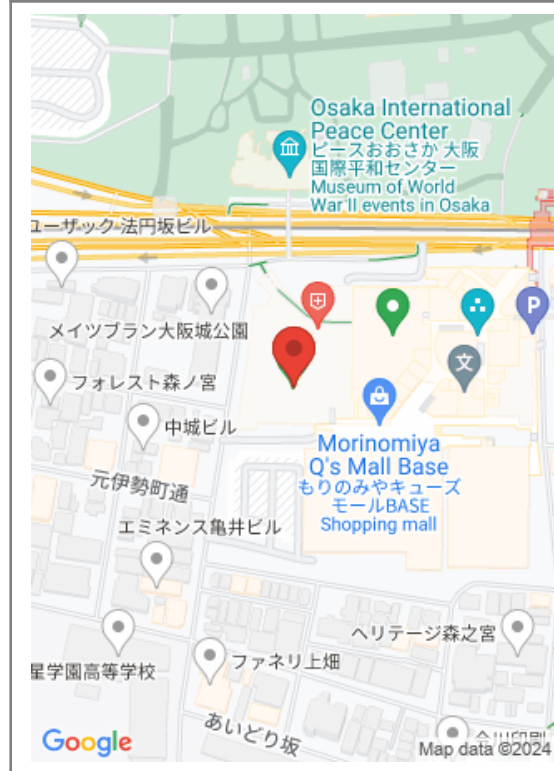 Osaka International
Peace Center
ピースおおさか 大阪
国際平和センター
Museum of World
War II events in Osaka
ューザック 法円坂ビル
メイツブラン大阪城公園
P
文
フォレスト森ノ宮
中城ビル
Morinomiya
Q's Mall Base
もりのみやキューズ
モールBASE
Shopping mall
元伊勢町通
エミネンス亀井ビル
ヘリテージ森之宮
星学園高等学校
ファネリ上畑
あいどり坂
Google
Map data ©2024